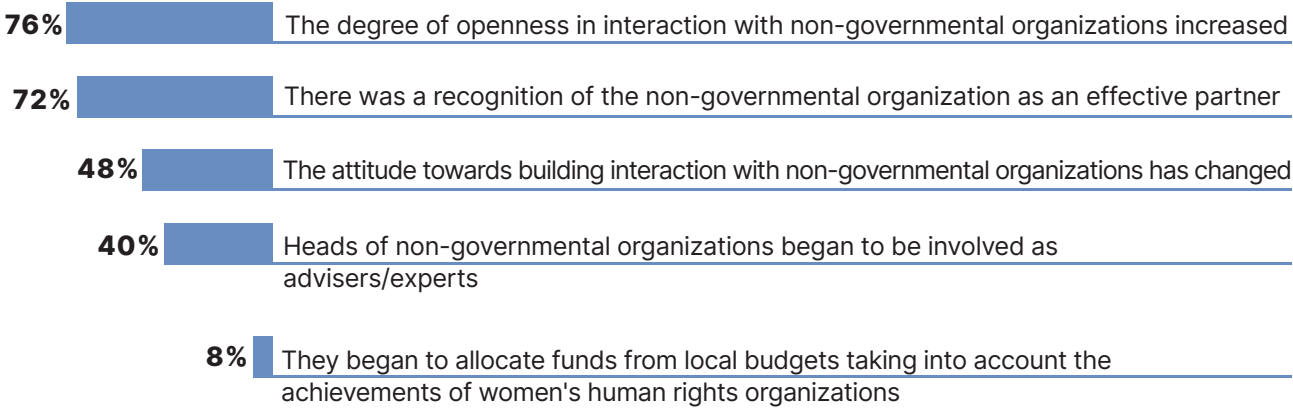 76% The degree of openness in interaction with non-governmental organizations increased
72% There was a recognition of the non-governmental organization as an effective partner
48% The attitude towards building interaction with non-governmental organizations has changed
40% Heads of non-governmental organizations began to be involved as
advisers/experts
8% They began to allocate funds from local budgets taking into account the
achievements of women's human rights organizations